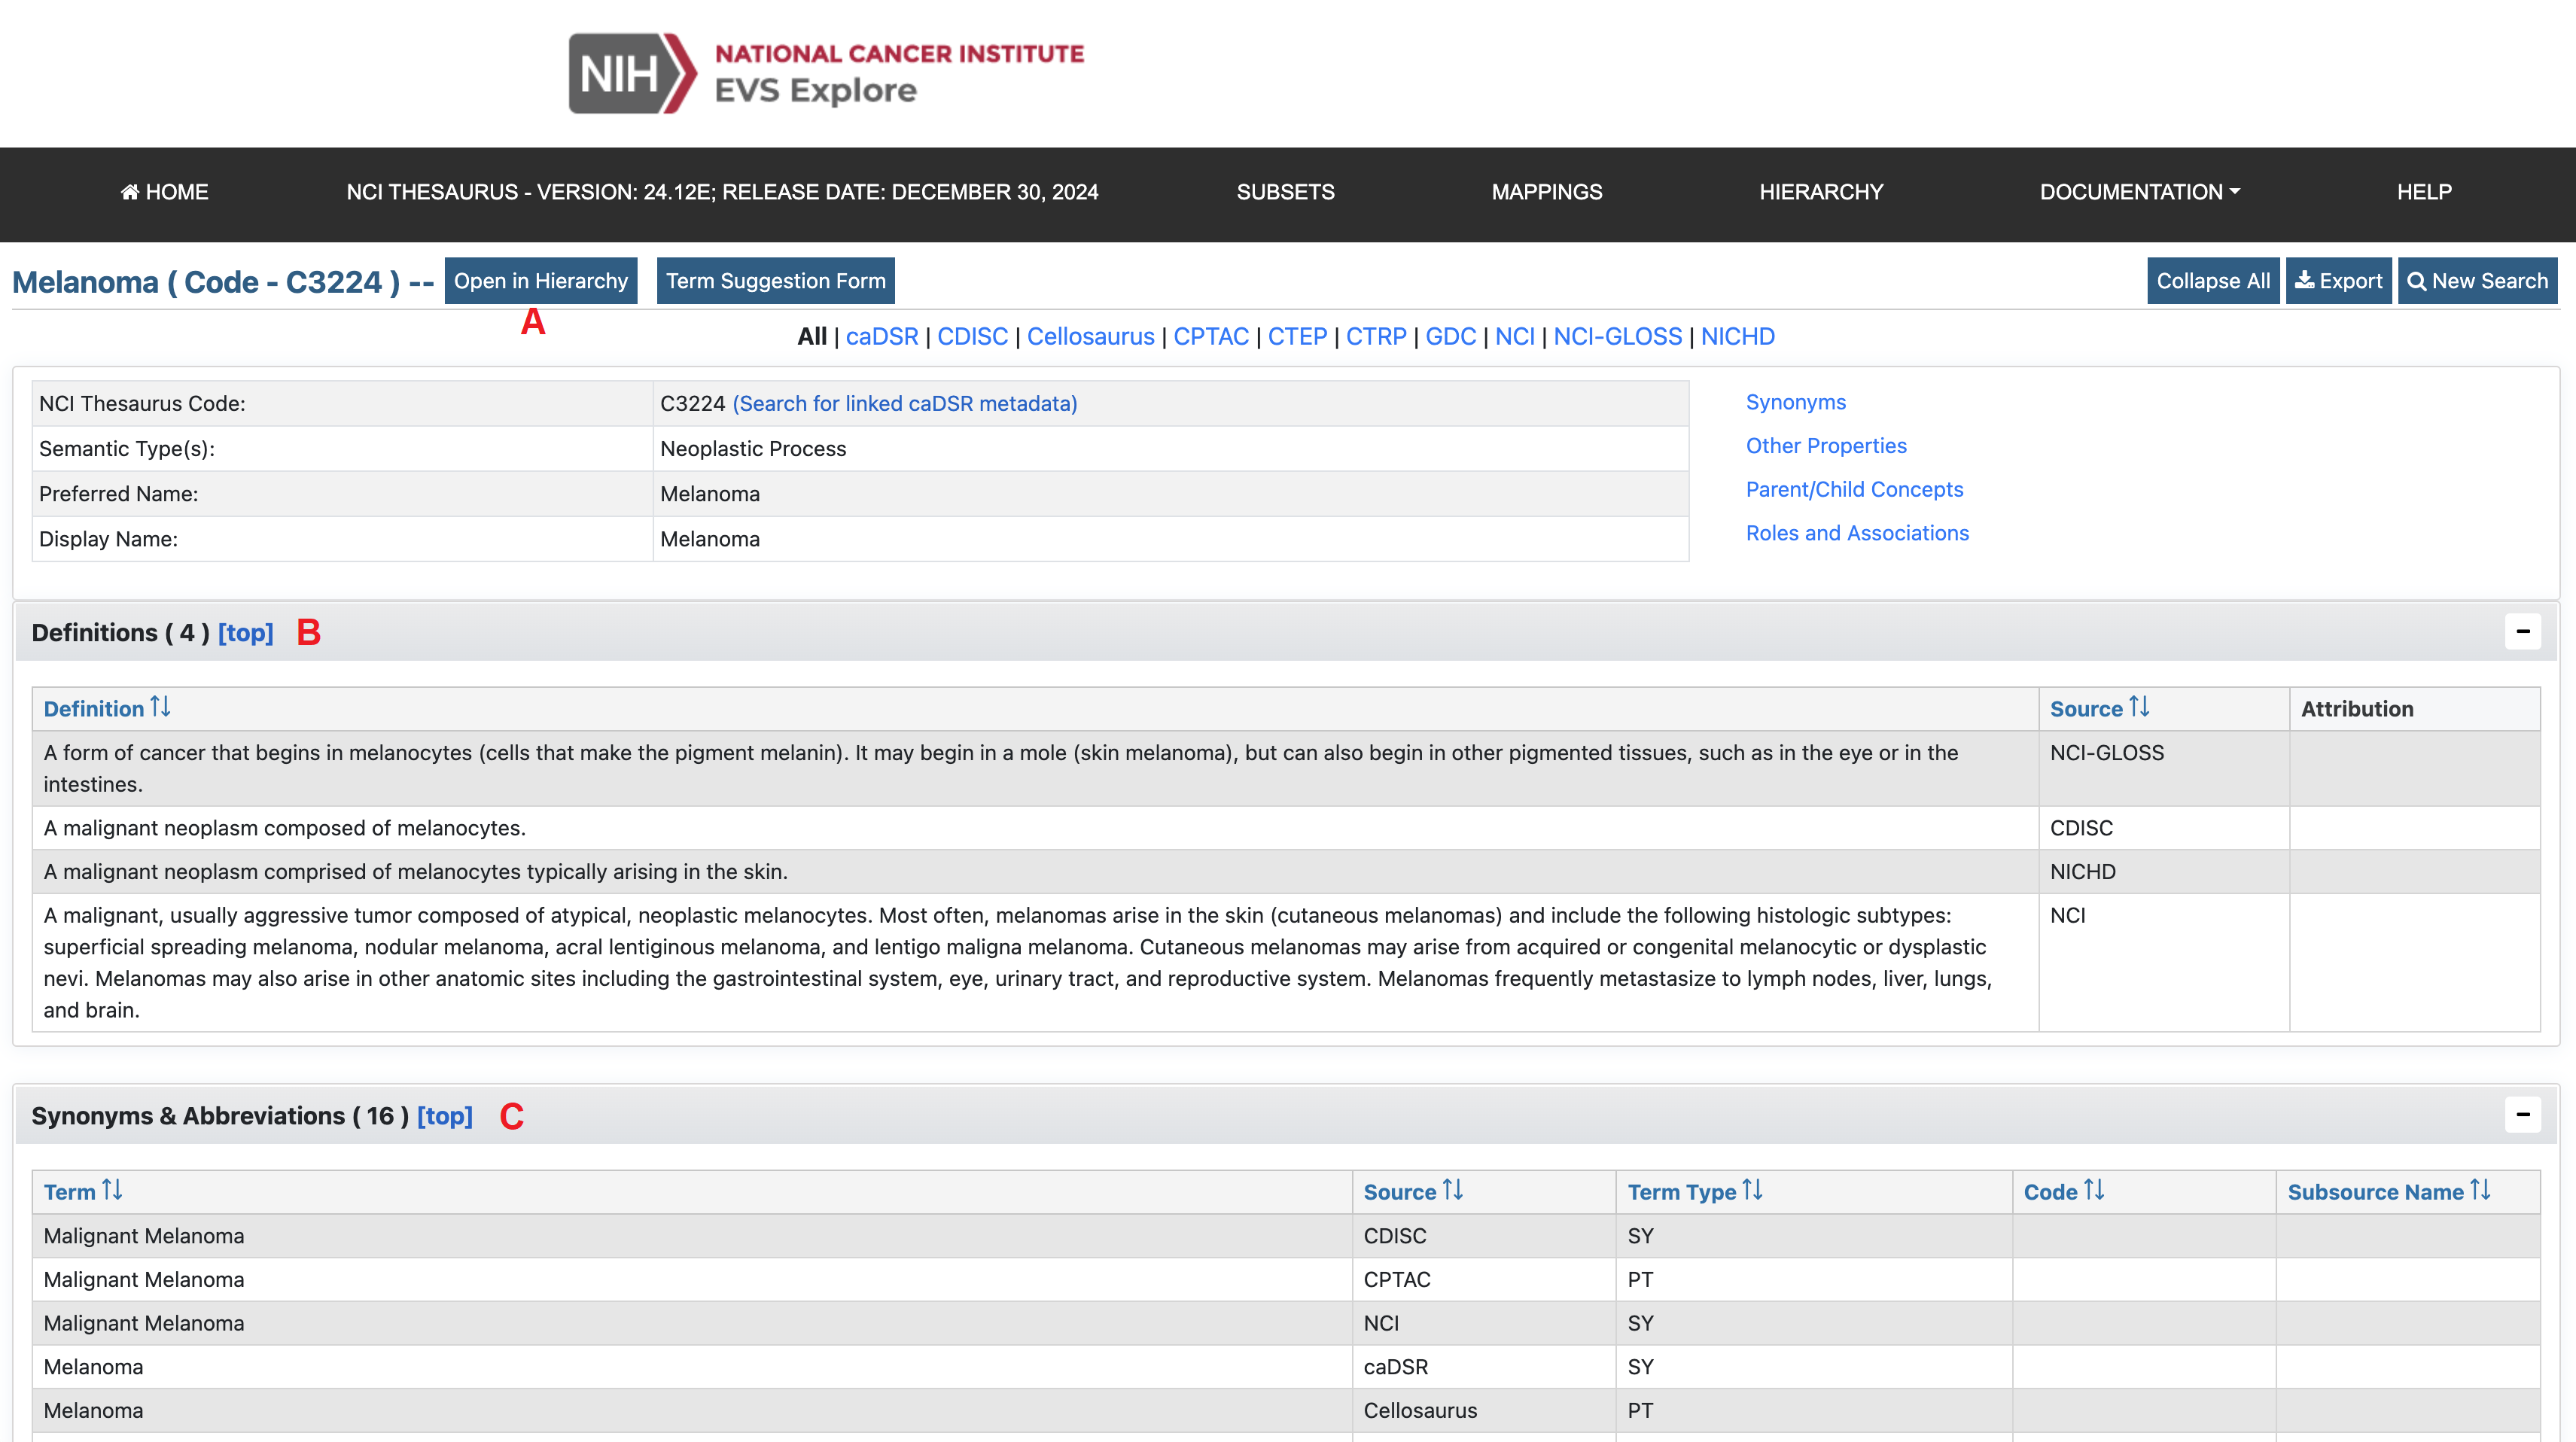 NIH NATIONAL CANCER INSTITUTE
EVS Explore
HOME NCI THESAURUS - VERSION: 24.12E; RELEASE DATE: DECEMBER 30, 2024 SUBSETS MAPPINGS HIERARCHY DOCUMENTATION HELP
Melanoma ( Code - C3224 ) -- Open in Hierarchy Term Suggestion Form Collapse All Export New Search
A
All | caDSR | CDISC | Cellosaurus | CPTAC | CTEP | CTRP | GDC | NCI | NCI-GLOSS | NICHD
NCI Thesaurus Code: C3224 (Search for linked caDSR metadata)
Semantic Type(s): Neoplastic Process
Preferred Name: Melanoma
Display Name: Melanoma
Synonyms
Other Properties
Parent/Child Concepts
Roles and Associations
Definitions ( 4 ) [top] B
Definition Source Attribution
A form of cancer that begins in melanocytes (cells that make the pigment melanin). It may begin in a mole (skin melanoma), but can also begin in other pigmented tissues, such as in the eye or in the NCI-GLOSS
intestines.
A malignant neoplasm composed of melanocytes. CDISC
A malignant neoplasm comprised of melanocytes typically arising in the skin. NICHD
A malignant, usually aggressive tumor composed of atypical, neoplastic melanocytes. Most often, melanomas arise in the skin (cutaneous melanomas) and include the following histologic subtypes: NCI
superficial spreading melanoma, nodular melanoma, acral lentiginous melanoma, and lentigo maligna melanoma. Cutaneous melanomas may arise from acquired or congenital melanocytic or dysplastic
nevi. Melanomas may also arise in other anatomic sites including the gastrointestinal system, eye, urinary tract, and reproductive system. Melanomas frequently metastasize to lymph nodes, liver, lungs,
and brain.
Synonyms & Abbreviations ( 16 ) [top] C
Term Source Term Type Code Subsource Name
Malignant Melanoma CDISC SY
Malignant Melanoma CPTAC PT
Malignant Melanoma NCI SY
Melanoma caDSR SY
Melanoma Cellosaurus PT